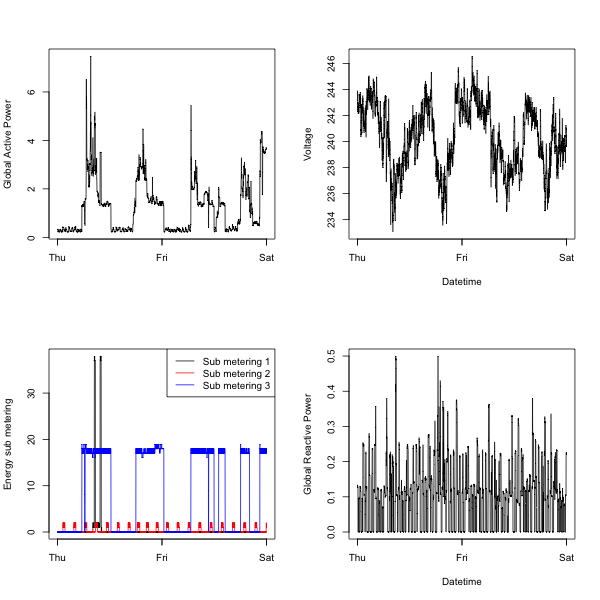 Global Active Power
6
4
2
0
Thu
Fri
Sat
Voltage
246
244
242
240
238
236
234
Thu
Fri
Sat
Datetime
Energy sub metering
30
20
10
0
Sub metering 1
Sub metering 2
Sub metering 3
Thu
Fri
Sat
Global Reactive Power
0.5
0.4
0.3
0.2
0.1
0.0
Thu
Fri
Sat
Datetime